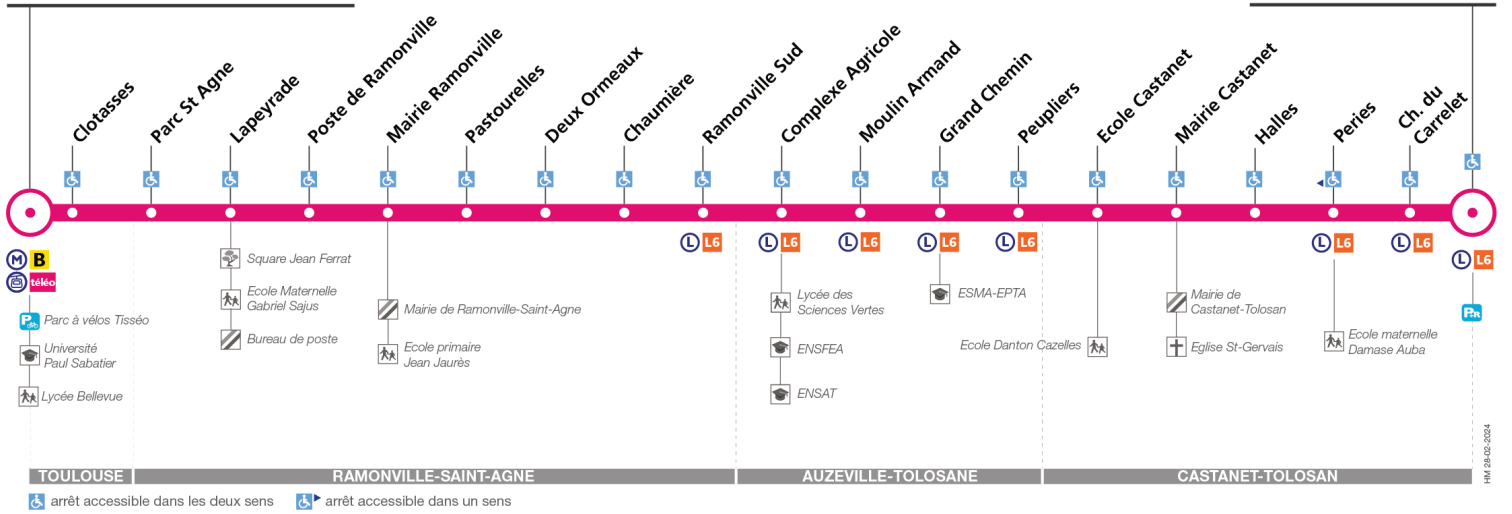 Clotasses
Parc St Agne
Lapeyrade
Poste de Ramonville
Mairie Ramonville
Pastourelles
Deux Ormeaux
Chaumière
Ramonville Sud
Complexe Agricole
Moulin Armand
Grand Chemin
Peupliers
Ecole Castanet
Mairie Castanet
Halles
Peries
Ch. du
Carrelet
M B
téléo
Parc à vélos Tisséo
Université
Paul Sabatier
Lycée Bellevue
Square Jean Ferrat
Ecole Maternelle
Gabriel Sajus
Bureau de poste
Mairie de Ramonville-Saint-Agne
Ecole primaire
Jean Jaurès
L L6
L L6
Lycée des
Sciences Vertes
ENSFEA
ENSAT
L L6
L L6
ESMA-EPTA
L L6
Ecole Danton Cazelles
Mairie de
Castanet-Tolosan
Eglise St-Gervais
L L6
Ecole maternelle
Damase Auba
L L6
L L6
P+R
TOULOUSE
RAMONVILLE-SAINT-AGNE
AUZEVILLE-TOLOSANE
CASTANET-TOLOSAN
arrêt accessible dans les deux sens
arrêt accessible dans un sens
HM 28-02-2024